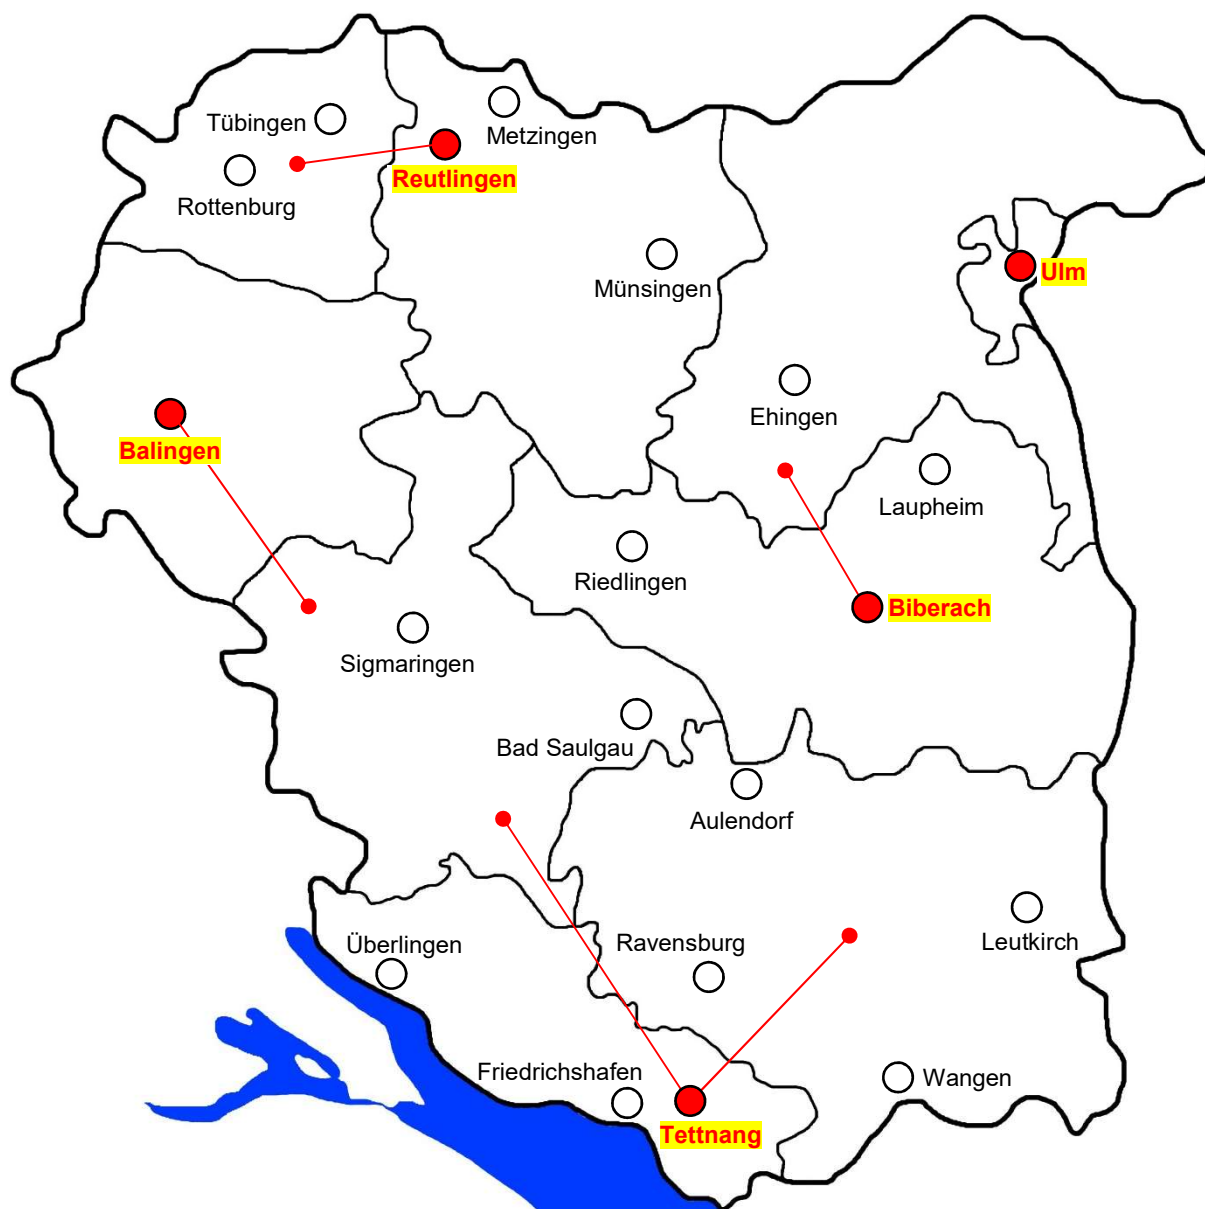 Tübingen
Metzingen
Reutlingen
Rottenburg
Ulm
Münsingen
Ehingen
Balingen
Laupheim
Riedlingen
Biberach
Sigmaringen
Bad Saulgau
Aulendorf
Überlingen
Ravensburg
Leutkirch
Friedrichshafen
Wangen
Tettnang